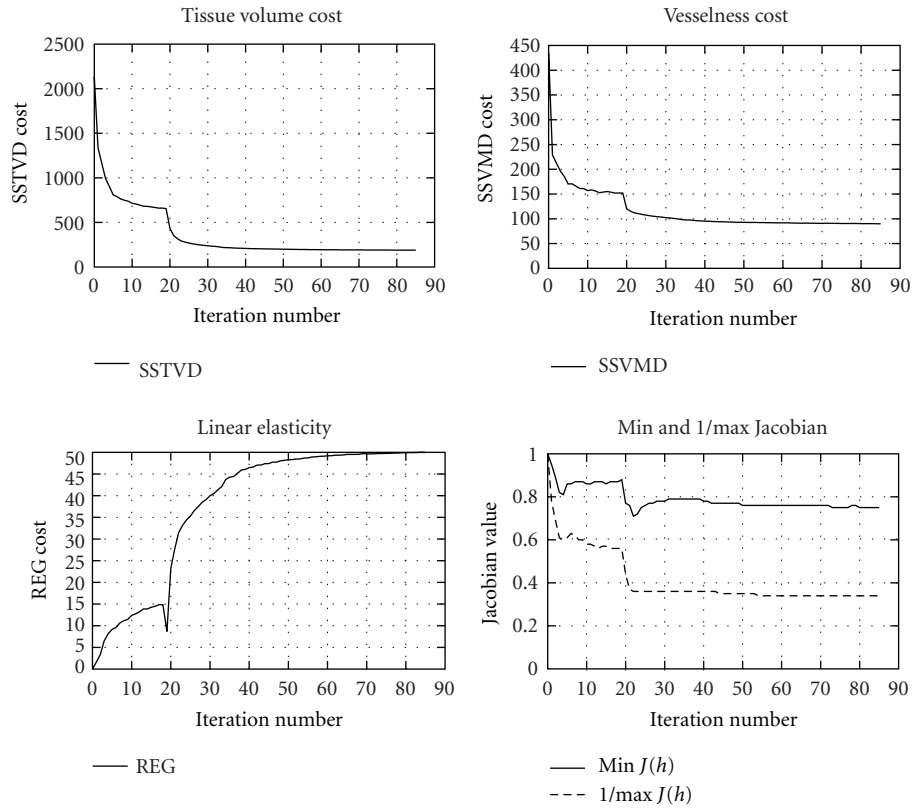 Tissue volume cost
2500
2000
1500
1000
500
0
SSTVD cost
0 10 20 30 40 50 60 70 80 90
Iteration number
SSTVD
Vesselness cost
450
400
350
300
250
200
150
100
50
0
SSVMD cost
0 10 20 30 40 50 60 70 80 90
Iteration number
SSVMD
Linear elasticity
50
45
40
35
30
25
20
15
10
5
0
REG cost
0 10 20 30 40 50 60 70 80 90
Iteration number
REG
Min and 1/max Jacobian
1
0.8
0.6
0.4
0.2
0
Jacobian value
0 10 20 30 40 50 60 70 80 90
Iteration number
Min J(h)
1/max J(h)